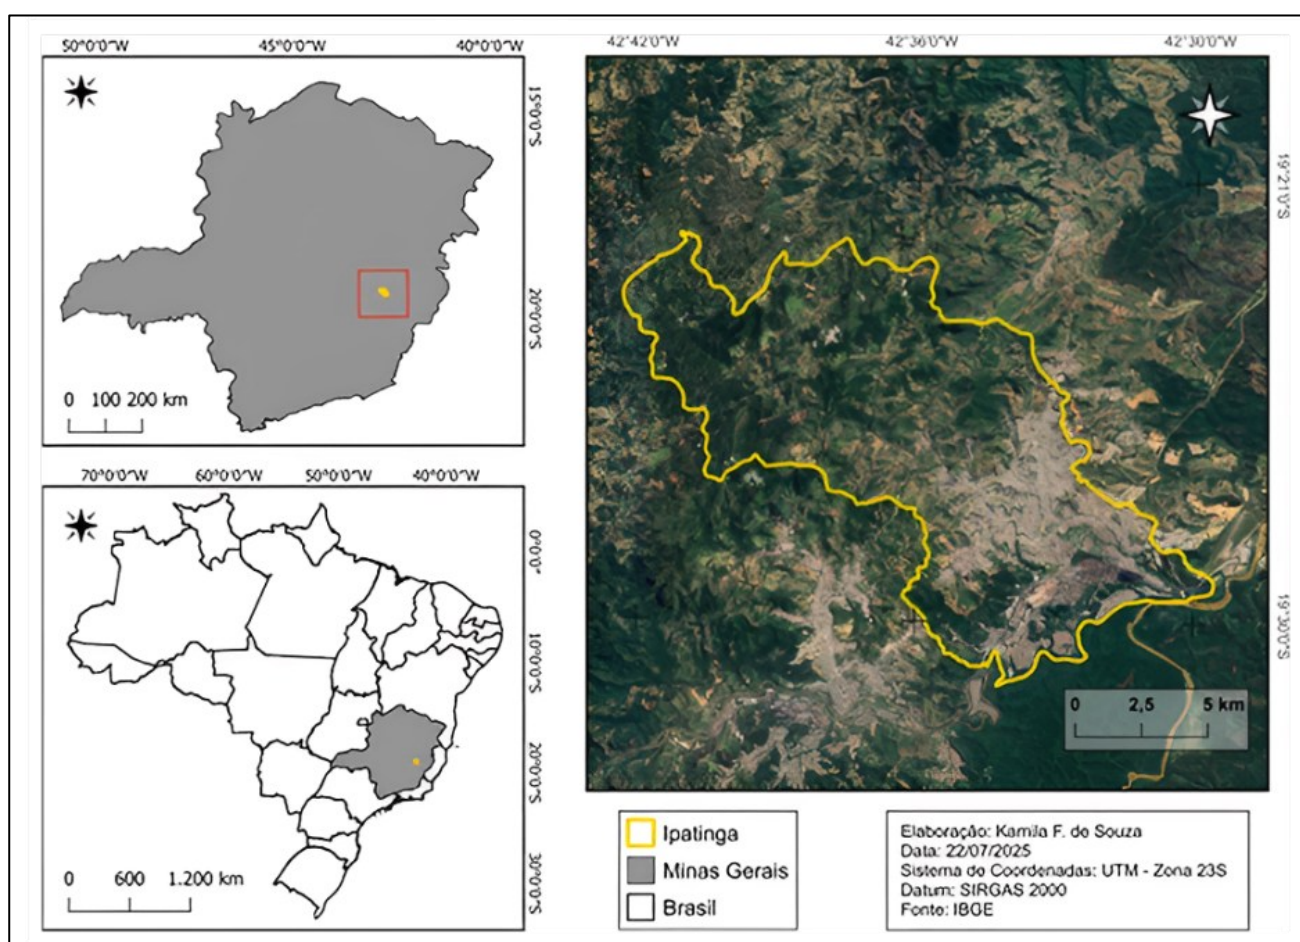 50°0'0"W 45°0'0"W 40°0'0"W
15°0'0"S
20°0'0"S
0 100 200 km
70°0'0"W 60°0'0"W 50°0'0"W 40°0'0"W
0°0'0"
10°0'0"S
20°0'0"S
30°0'0"S
0 600 1.200 km
42°42'0"W 42°36'0"W 42°30'0"W
19°21'0"S
19°30'0"S
0 2,5 5 km
Ipatinga
Minas Gerais
Brasil
Elaboração: Kamila F. de Souza
Data: 22/07/2025
Sistema de Coordenadas: UTM - Zona 23S
Datum: SIRGAS 2000
Fonte: IBGE